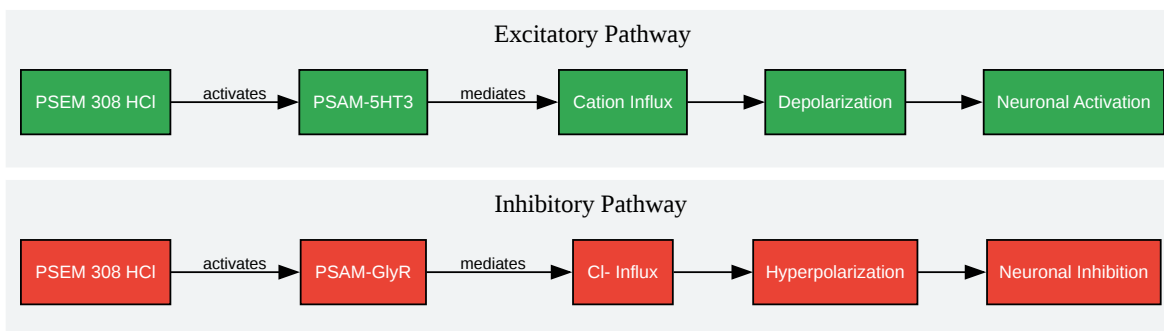 Excitatory Pathway
PSEM 308 HCl
activates
PSAM-5HT3
mediates
Cation Influx
Depolarization
Neuronal Activation
Inhibitory Pathway
PSEM 308 HCl
activates
PSAM-GlyR
mediates
Cl- Influx
Hyperpolarization
Neuronal Inhibition